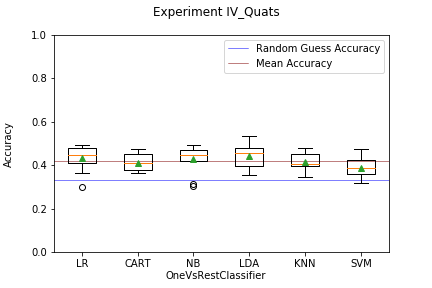 Experiment IV_Quats
Random Guess Accuracy
Mean Accuracy
Accuracy
1.0
0.8
0.6
0.4
0.2
0.0
LR CART NB LDA KNN SVM
OneVsRestClassifier